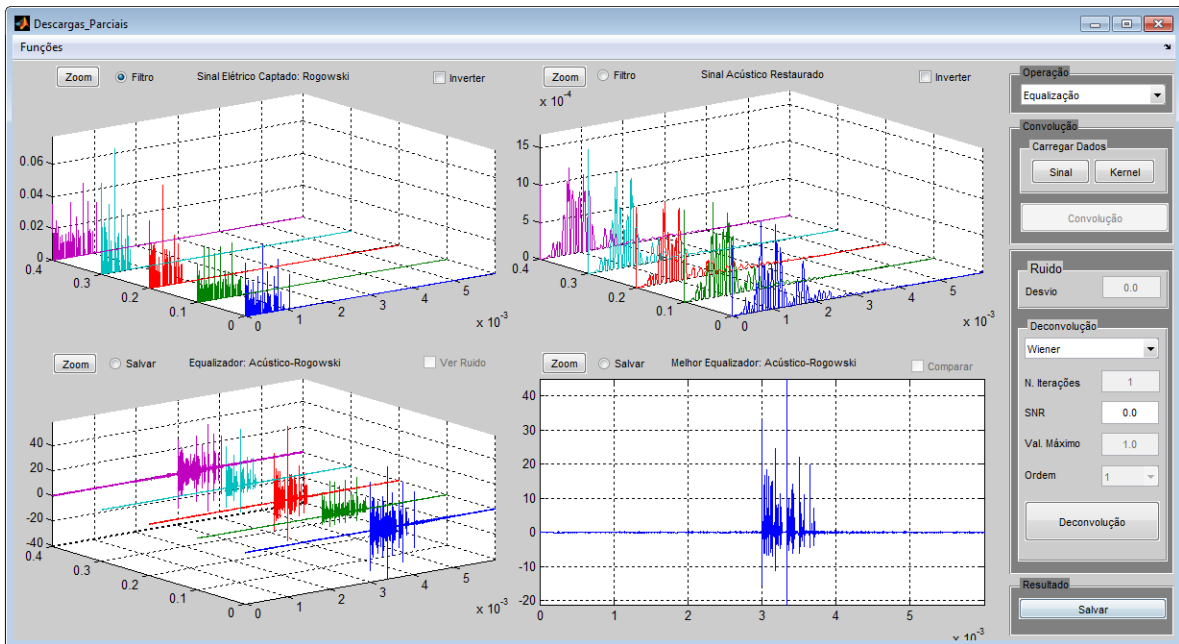 Descargas_Parciais
Funções
Zoom Filtro Sinal Elétrico Captado: Rogowski Inverter
0.06
0.04
0.02
0
0.4
0.3
0.2
0.1
0
0 1 2 3 4 5
x 10⁻³
Zoom Filtro Sinal Acústico Restaurado Inverter
x 10⁻⁴
15
10
5
0
0.4
0.3
0.2
0.1
0
0 1 2 3 4 5
x 10⁻³
Zoom Salvar Equalizador: Acústico-Rogowski Ver Ruido
40
20
0
-20
-40
0.4
0.3
0.2
0.1
0
0 1 2 3 4 5
x 10⁻³
Zoom Salvar Melhor Equalizador: Acústico-Rogowski Comparar
40
30
20
10
0
-10
-20
0 1 2 3 4 5
x 10⁻³
Operação
Equalização
Convolução
Carregar Dados
Sinal Kernel
Convolução
Ruido
Desvio 0.0
Deconvolução
Wiener
N. Iterações 1
SNR 0.0
Val. Máximo 1.0
Ordem 1
Deconvolução
Resultado
Salvar